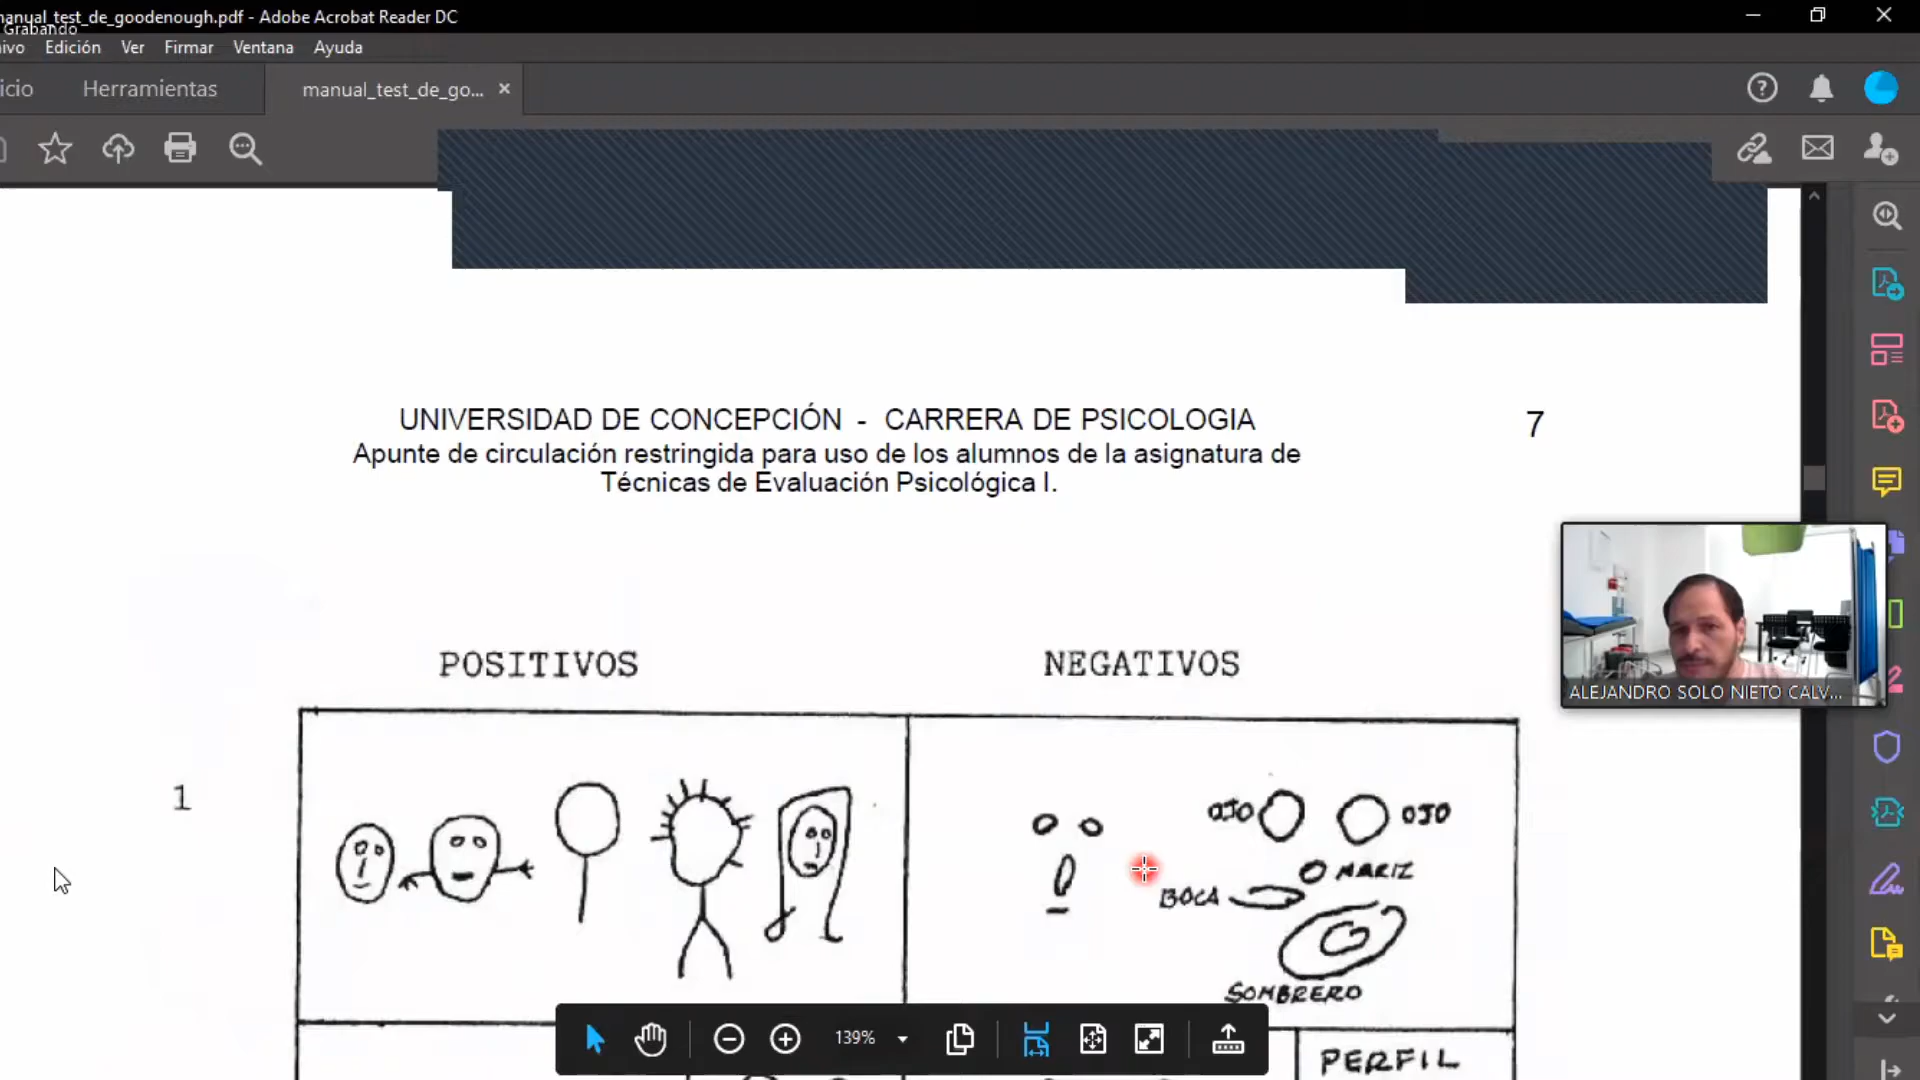 manual_test_de_goodenough.pdf - Adobe Acrobat Reader DC
Grabando
ivo Edición Ver Firmar Ventana Ayuda
icio Herramientas manual_test_de_go... ×
UNIVERSIDAD DE CONCEPCIÓN - CARRERA DE PSICOLOGIA 7
Apunte de circulación restringida para uso de los alumnos de la asignatura de
Técnicas de Evaluación Psicológica I.
POSITIVOS NEGATIVOS
ALEJANDRO SOLO NIETO CALV...
1
OJO OJO
NARIZ
BOCA
SOMBRERO
139%
PERFIL